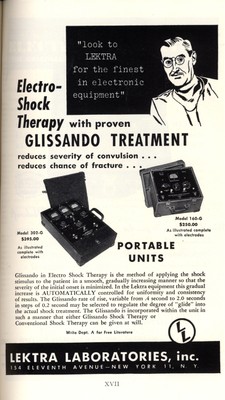 "look to
LEKTRA
for the finest
in electronic
equipment"
Electro-
Shock
Therapy with proven
GLISSANDO TREATMENT
reduces severity of convulsion . . .
reduces chance of fracture . . .
Model 302-G
$395.00
As illustrated
complete with
electrodes
Model 160-G
$250.00
As illustrated complete
with electrodes
PORTABLE
UNITS
Glissando in Electro Shock Therapy is the method of applying the shock
stimulus to the patient in a smooth, gradually increasing manner so that the
severity of the initial onset is minimized. In the Lektra equipment this gradual
increase is AUTOMATICALLY controlled for uniformity and consistency
of results. The Glissando rate of rise, variable from .4 second to 2.0 seconds
in steps of 0.2 second may be selected to regulate the degree of "glide" into
the actual shock treatment. The Glissando is incorporated within the unit in
such a manner that either Glissando Shock Therapy or
Conventional Shock Therapy can be given at will.
Write Dept. A for Free Literature
LL
LEKTRA LABORATORIES, inc.
154 ELEVENTH AVENUE—NEW YORK 11, N. Y.
XVII